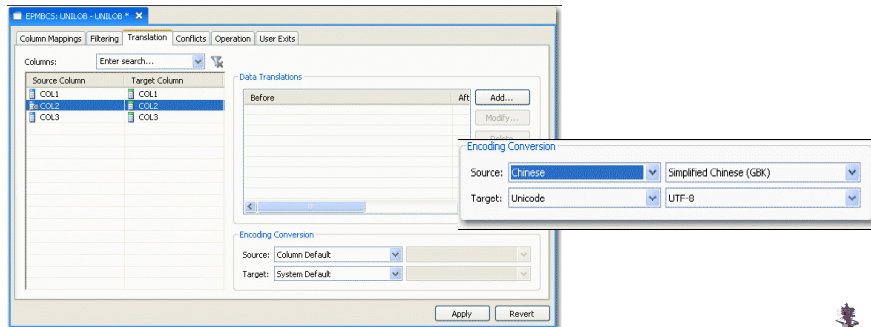 EPMBCS: UNILOB - UNILOB *
Column Mappings Filtering Translation Conflicts Operation User Exits
Columns: Enter search...
Source Column Target Column
COL1 COL1
COL2 COL2
COL3 COL3
Data Translations
Before Aft
Add...
Modify...
Delete
Encoding Conversion
Source: Column Default
Target: System Default
Apply Revert
Encoding Conversion
Source: Chinese Simplified Chinese (GBK)
Target: Unicode UTF-8